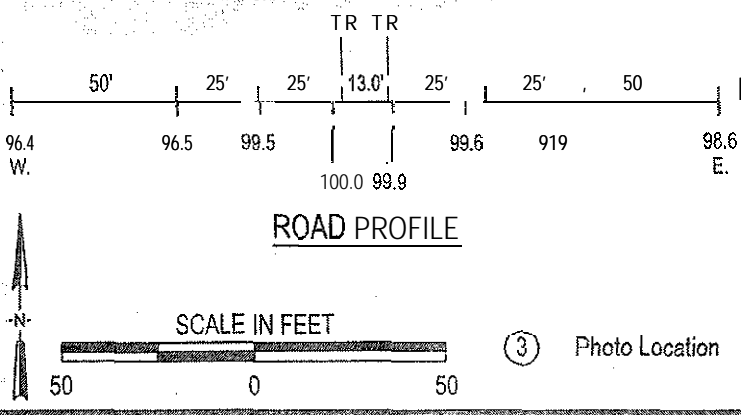 TR TR
50' 25' 25' 13.0' 25' 25' , 50
96.4 96.5 99.5 99.6 919 98.6
W. E.
100.0 99.9
ROAD PROFILE
-N-
SCALE IN FEET
50 0 50
3 Photo Location